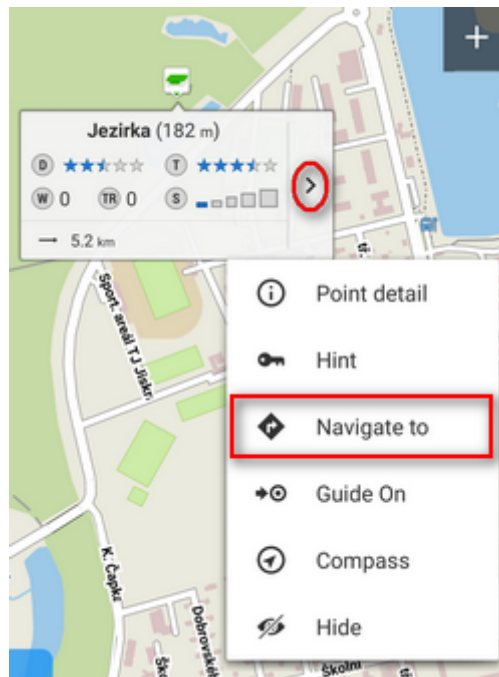 +
Jezirka (182 m)
D T
W 0 TR 0 S
5.2 km
tř.
Point detail
Sport. areál TJ Jiskra
Hint
Navigate to
Guide On
K. Čapka
Compass
Dobrovského
Hide
Školní